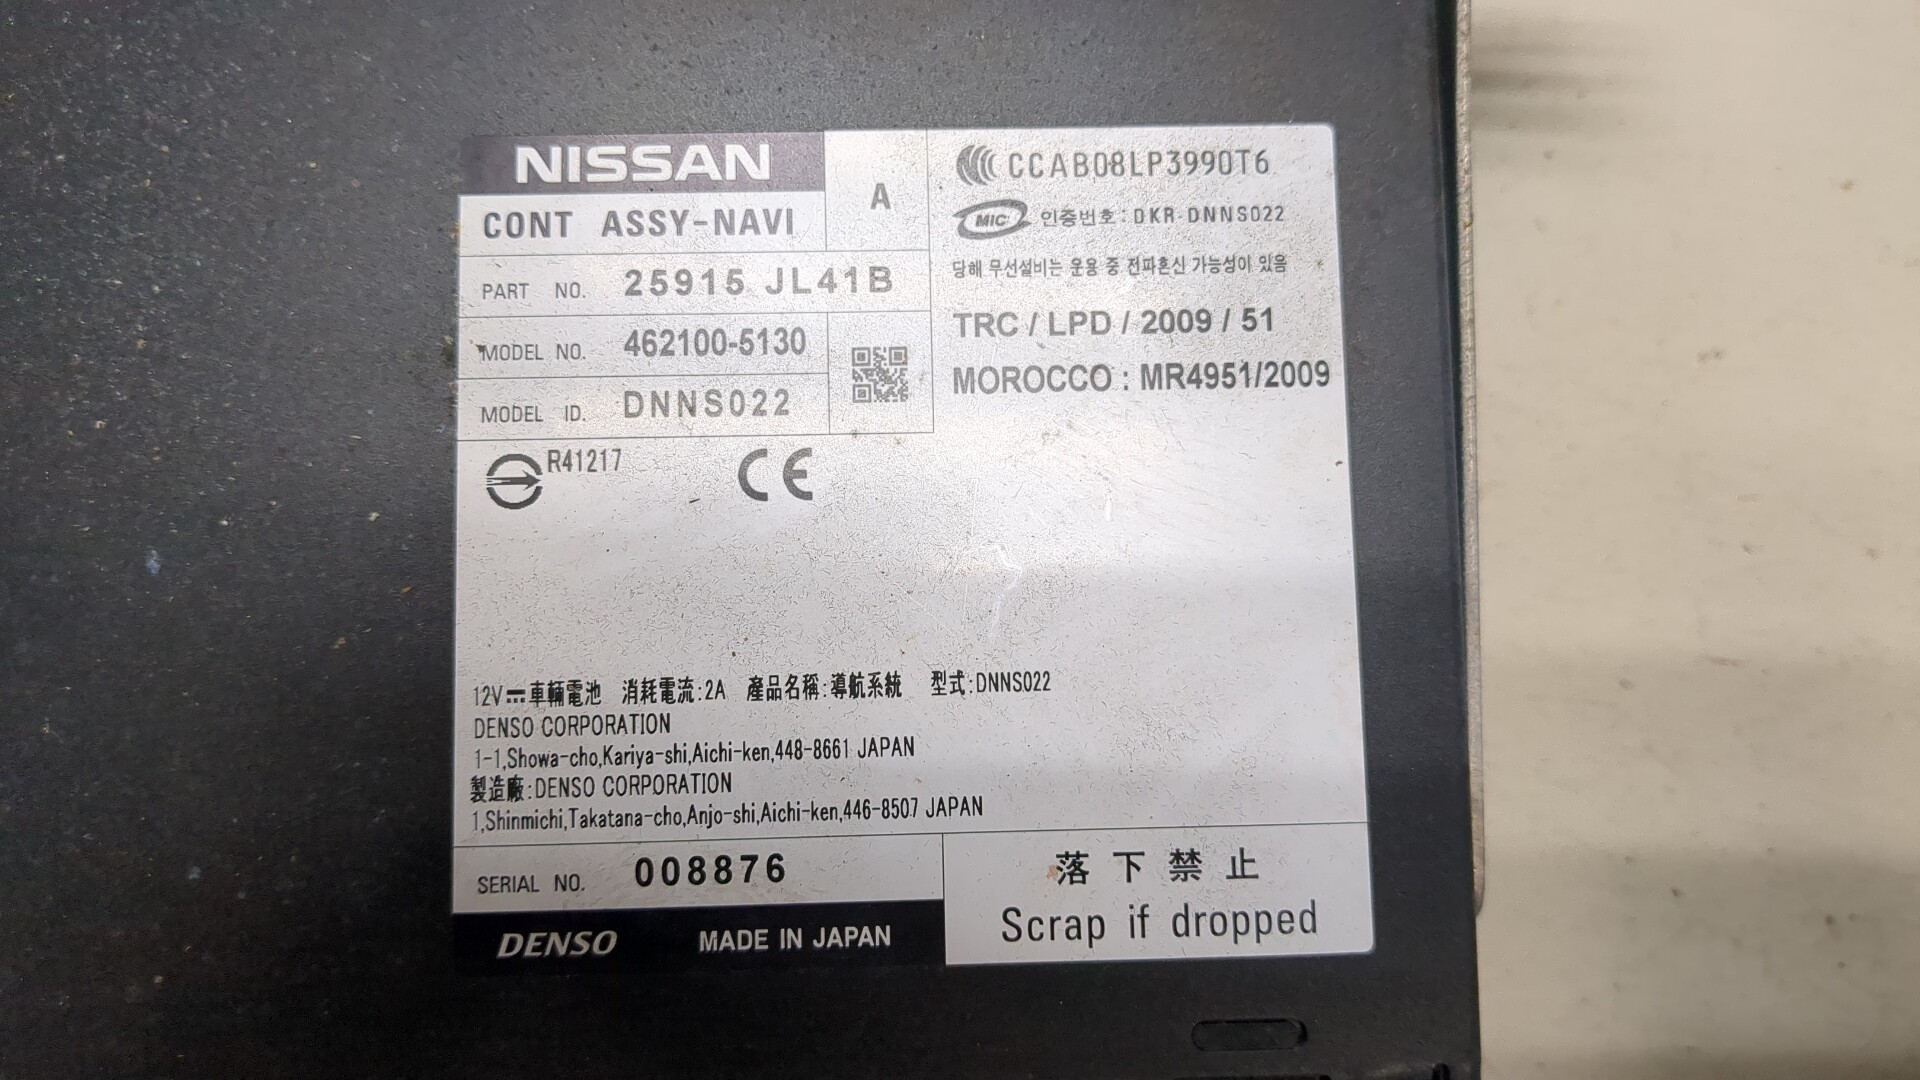 NISSAN
CONT ASSY-NAVI
A
PART NO. 25915 JL41B
MODEL NO. 462100-5130
MODEL ID. DNNS022
CCAB08LP3990T6
MIC 인증번호: DKR-DNNS022
당해 무선설비는 운용 중 전파혼신 가능성이 있음
TRC / LPD / 2009 / 51
MOROCCO : MR4951/2009
R41217
CE
12V⎓車輛電池 消耗電流:2A 產品名稱:導航系統 型式:DNNS022
DENSO CORPORATION
1-1,Showa-cho,Kariya-shi,Aichi-ken,448-8661 JAPAN
製造廠:DENSO CORPORATION
1,Shinmichi,Takatana-cho,Anjo-shi,Aichi-ken,446-8507 JAPAN
SERIAL NO. 008876
DENSO MADE IN JAPAN
落下禁止
Scrap if dropped